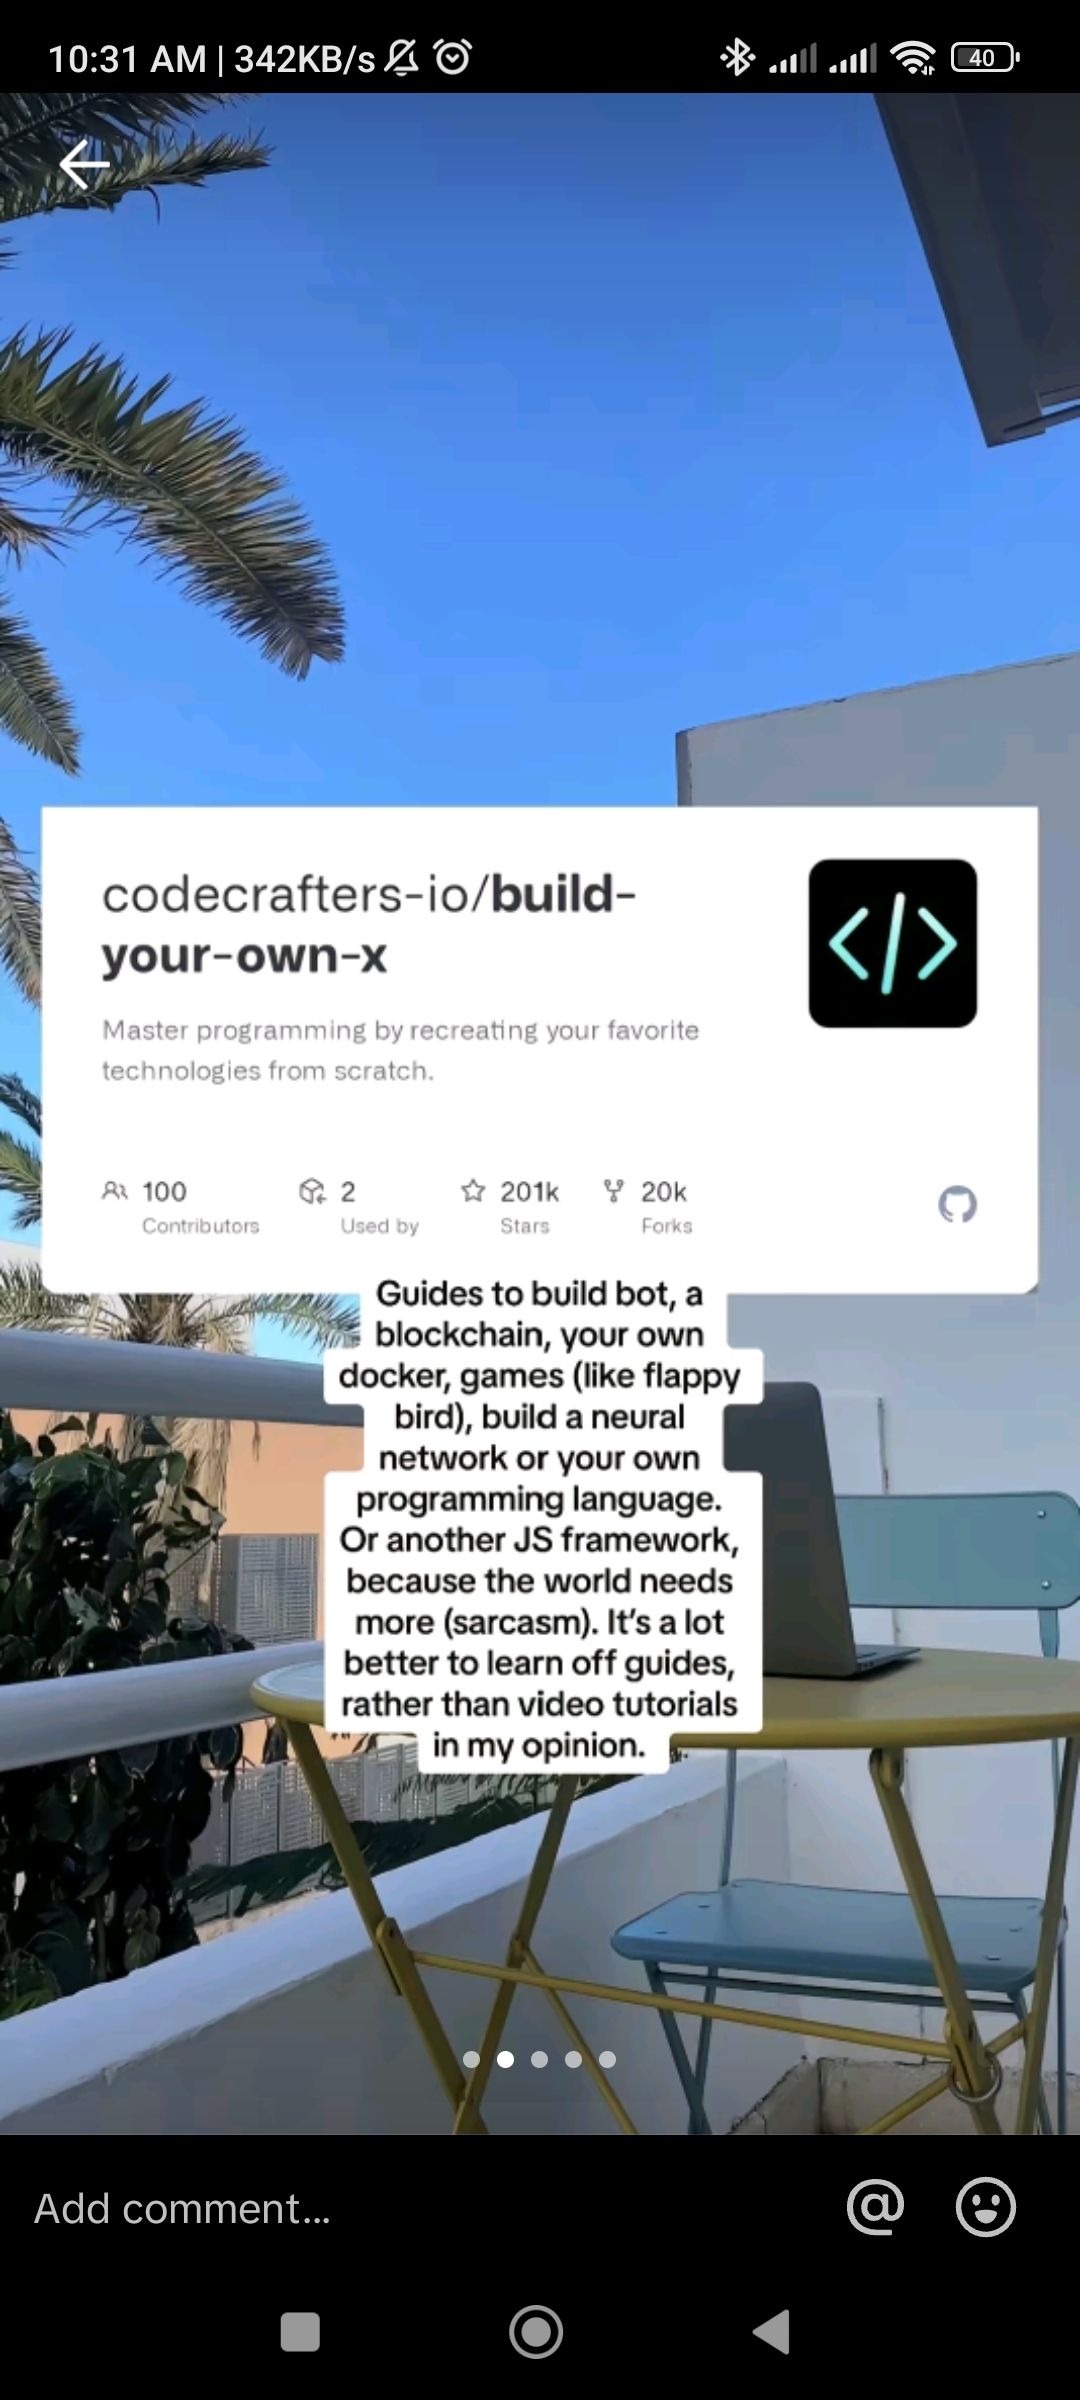 10:31 AM | 342KB/s
40
codecrafters-io/build-
your-own-x
Master programming by recreating your favorite
technologies from scratch.
100
Contributors
2
Used by
201k
Stars
20k
Forks
Guides to build bot, a
blockchain, your own
docker, games (like flappy
bird), build a neural
network or your own
programming language.
Or another JS framework,
because the world needs
more (sarcasm). It's a lot
better to learn off guides,
rather than video tutorials
in my opinion.
Add comment...
@